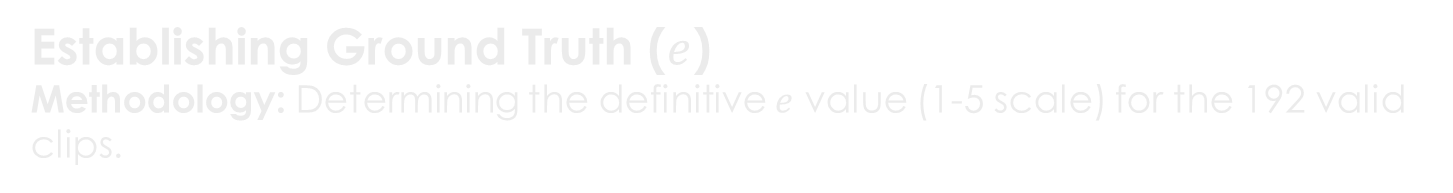 Establishing Ground Truth (e)
Methodology: Determining the definitive e value (1-5 scale) for the 192 valid
clips.